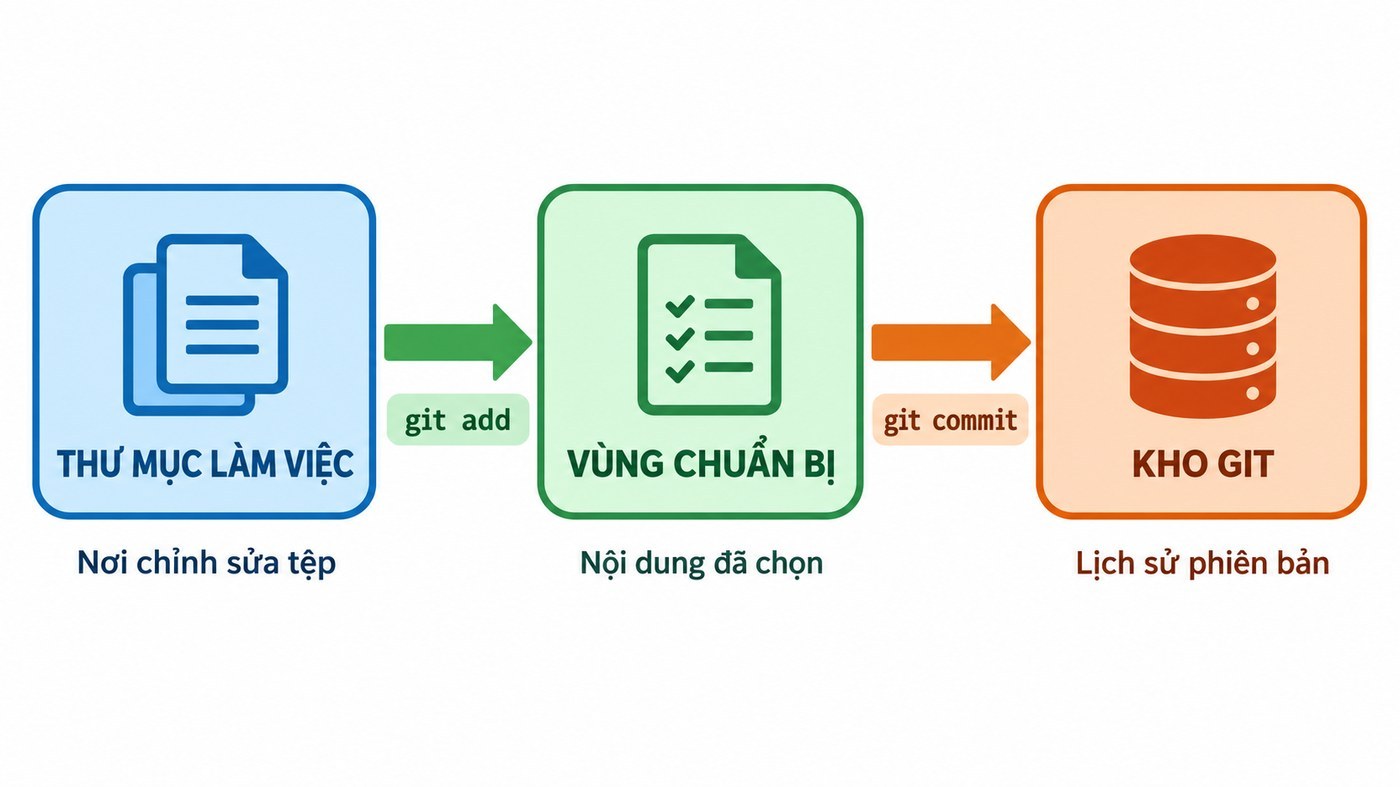 THƯ MỤC LÀM VIỆC
Nơi chỉnh sửa tệp
git add
VÙNG CHUẨN BỊ
Nội dung đã chọn
git commit
KHO GIT
Lịch sử phiên bản